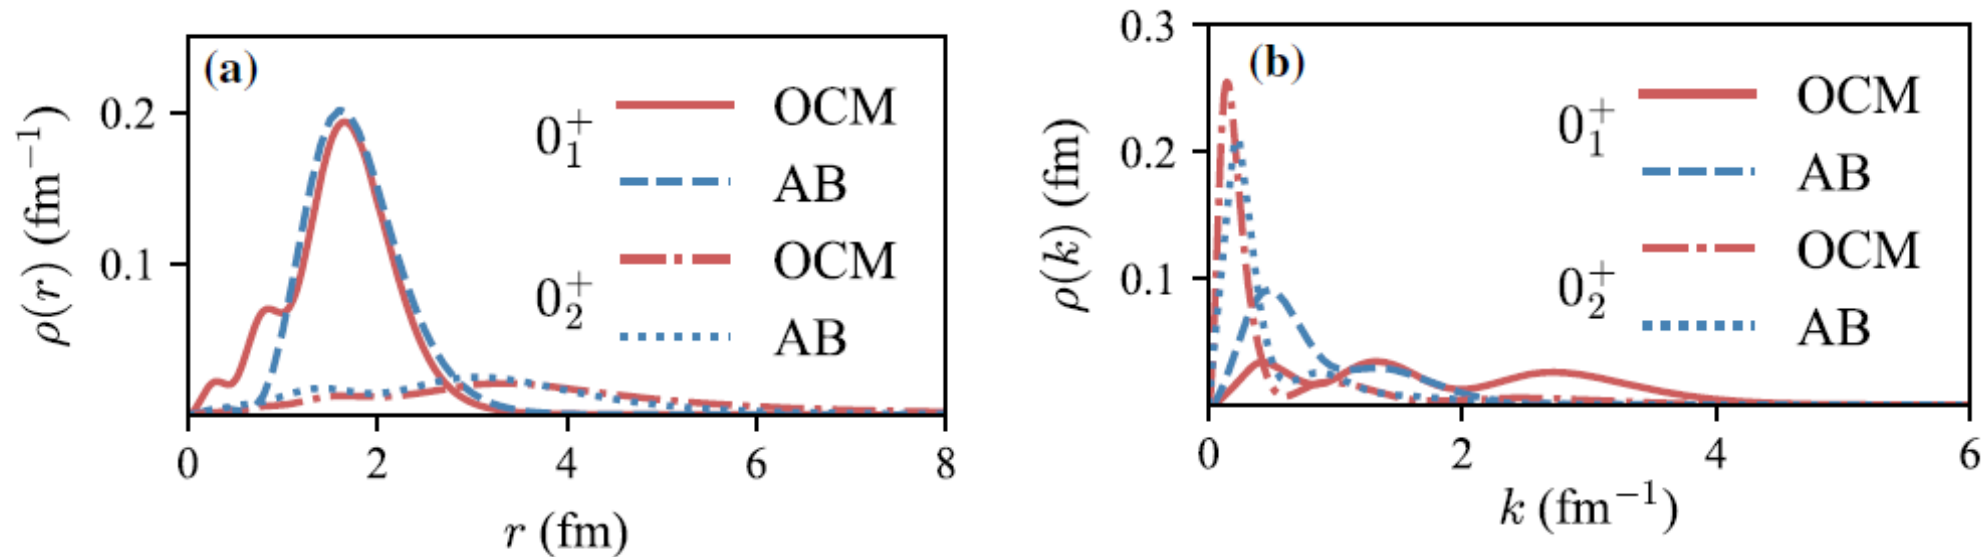 (a)
OCM
0₁⁺
AB
OCM
0₂⁺
AB
0.2
0.1
ρ(r) (fm⁻¹)
0 2 4 6 8
r (fm)
(b)
OCM
0₁⁺
AB
OCM
0₂⁺
AB
0.3
0.2
0.1
ρ(k) (fm)
0 2 4 6
k (fm⁻¹)